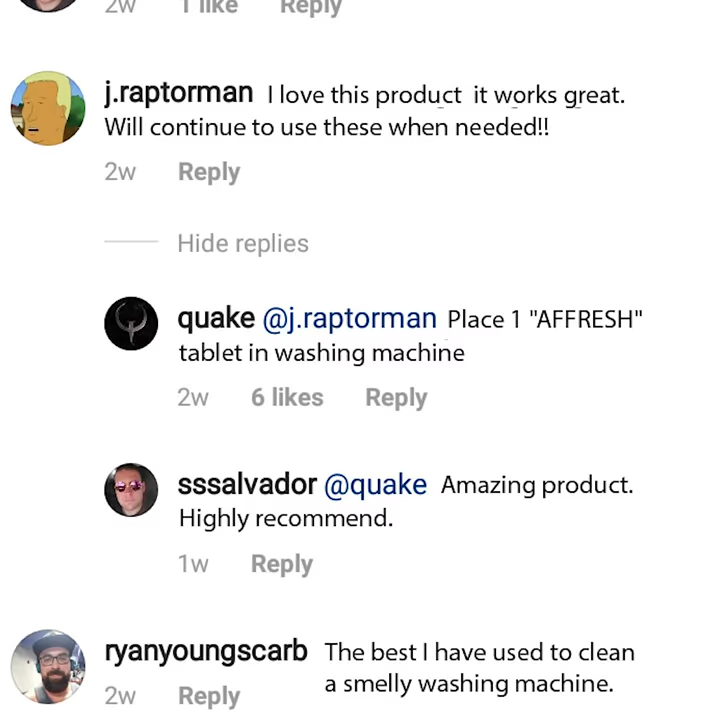 2w 1 like Reply
j.raptorman I love this product it works great.
Will continue to use these when needed!!
2w Reply
Hide replies
quake @j.raptorman Place 1 "AFFRESH"
tablet in washing machine
2w 6 likes Reply
sssalvador @quake Amazing product.
Highly recommend.
1w Reply
ryanyoungscarb The best I have used to clean
a smelly washing machine.
2w Reply